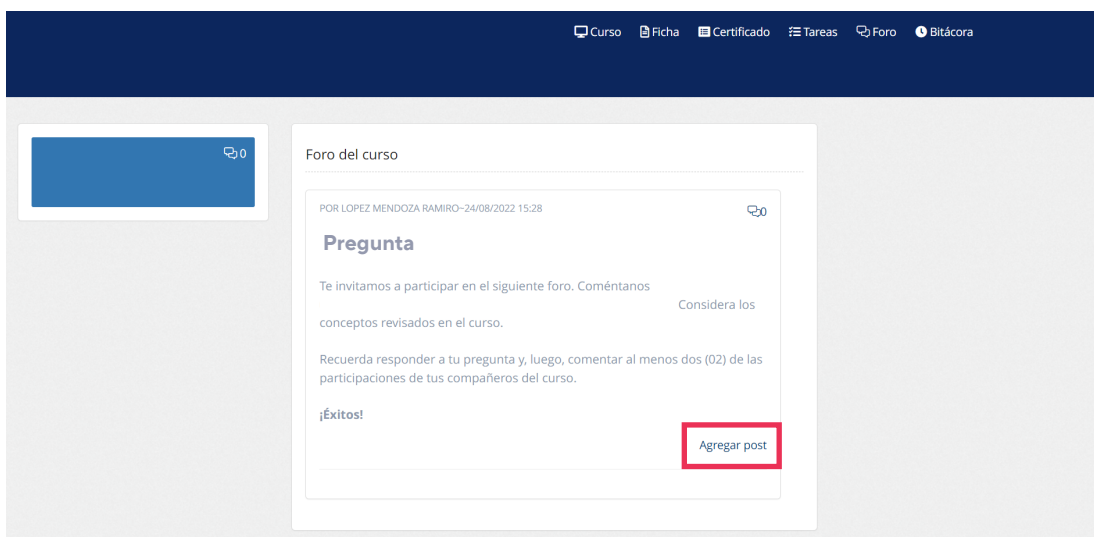 Curso Ficha Certificado Tareas Foro Bitácora
0
Foro del curso
POR LOPEZ MENDOZA RAMIRO~24/08/2022 15:28
0
Pregunta
Te invitamos a participar en el siguiente foro. Coméntanos
Considera los
conceptos revisados en el curso.
Recuerda responder a tu pregunta y, luego, comentar al menos dos (02) de las
participaciones de tus compañeros del curso.
¡Éxitos!
Agregar post